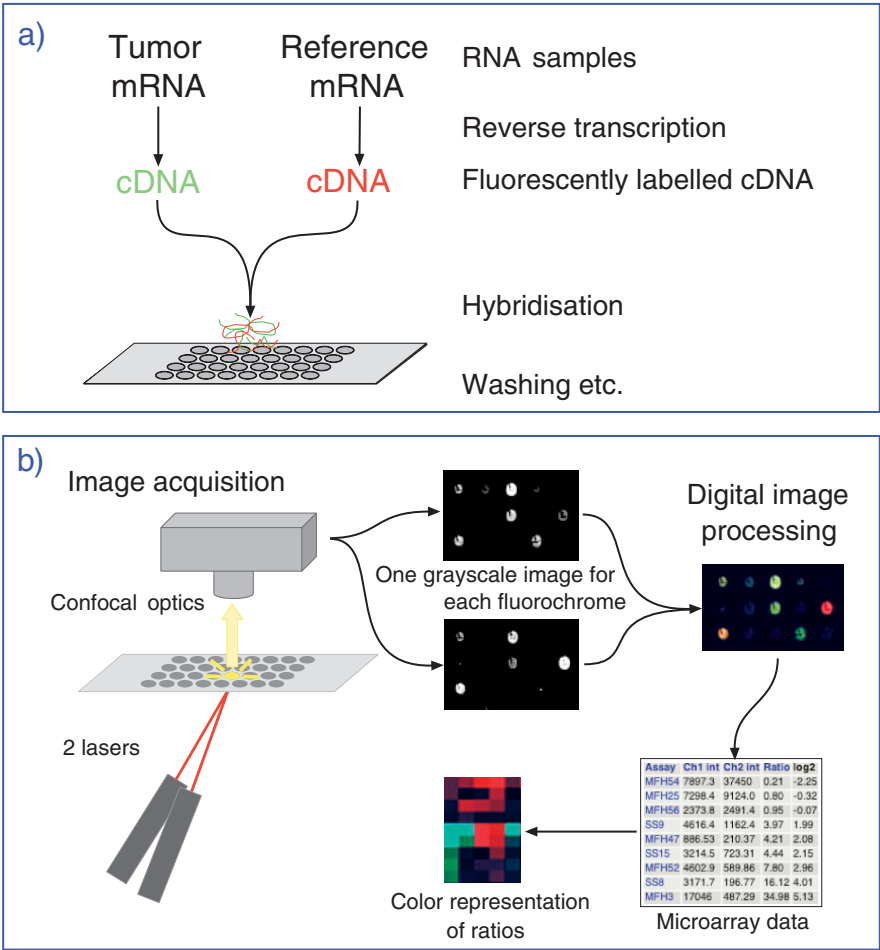 a)
Tumor
mRNA
Reference
mRNA
RNA samples
Reverse transcription
cDNA
cDNA
Fluorescently labelled cDNA
Hybridisation
Washing etc.
b)
Image acquisition
Confocal optics
2 lasers
One grayscale image for
each fluorochrome
Digital image
processing
Assay Ch1 int Ch2 int Ratio log2
MFH54 7897.3 37450 0.21 -2.25
MFH25 7298.4 9124.0 0.80 -0.32
MFH56 2373.8 2491.4 0.95 -0.07
SS9 4616.4 1162.4 3.97 1.99
MFH47 886.53 210.37 4.21 2.08
SS15 3214.5 723.31 4.44 2.15
MFH52 4602.9 589.86 7.80 2.96
SS8 3171.7 196.77 16.12 4.01
MFH3 17046 487.29 34.98 5.13
Microarray data
Color representation
of ratios